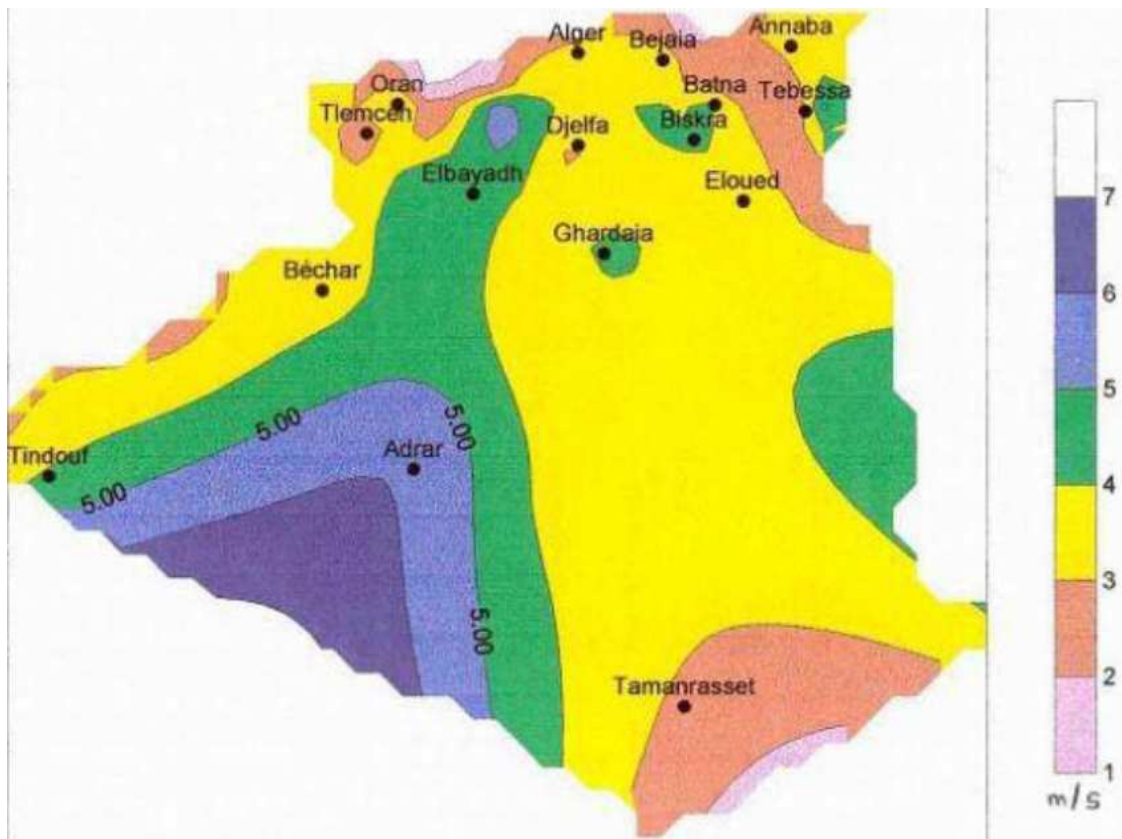 Alger
Bejaia
Annaba
Oran
Tlemcen
Batna
Tebessa
Djelfa
Biskra
Elbayadh
Eloued
Ghardaia
Béchar
5.00
5.00
Tindouf
Adrar
5.00
5.00
Tamanrasset
7
6
5
4
3
2
1
m/s